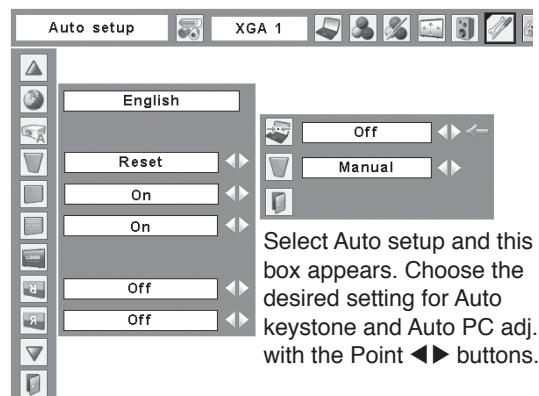 Auto setup
XGA 1
English
Reset
On
On
LOGO
R
R
Off
Off
A
Off
Manual
Select Auto setup and this
box appears. Choose the
desired setting for Auto
keystone and Auto PC adj.
with the Point ◀▶ buttons.